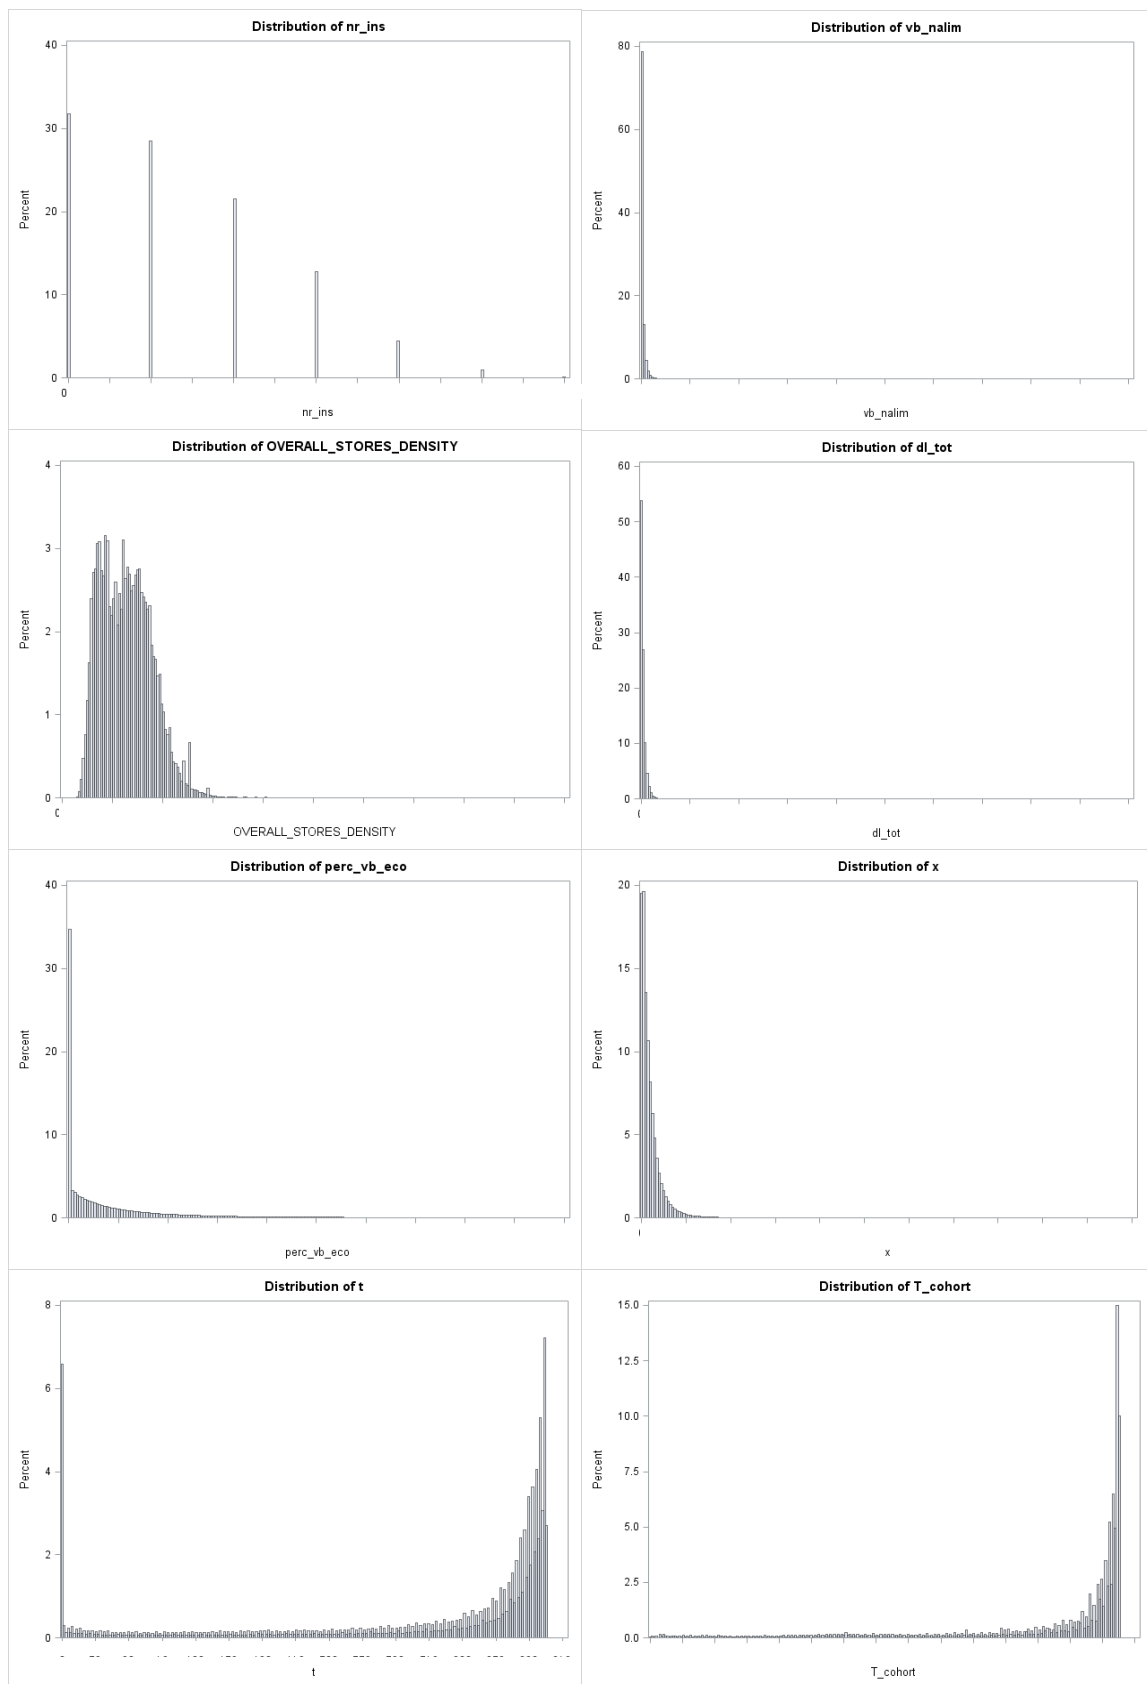 Distribution of nr_ins
40
30
20
10
0
Percent
0
nr_ins
Distribution of vb_nalim
80
60
40
20
0
Percent
vb_nalim
Distribution of OVERALL_STORES_DENSITY
4
3
2
1
0
Percent
OVERALL_STORES_DENSITY
Distribution of dl_tot
60
50
40
30
20
10
0
Percent
dl_tot
Distribution of perc_vb_eco
40
30
20
10
0
Percent
perc_vb_eco
Distribution of x
20
15
10
5
0
Percent
x
Distribution of t
8
6
4
2
0
Percent
t
Distribution of T_cohort
15.0
12.5
10.0
7.5
5.0
2.5
0.0
Percent
T_cohort